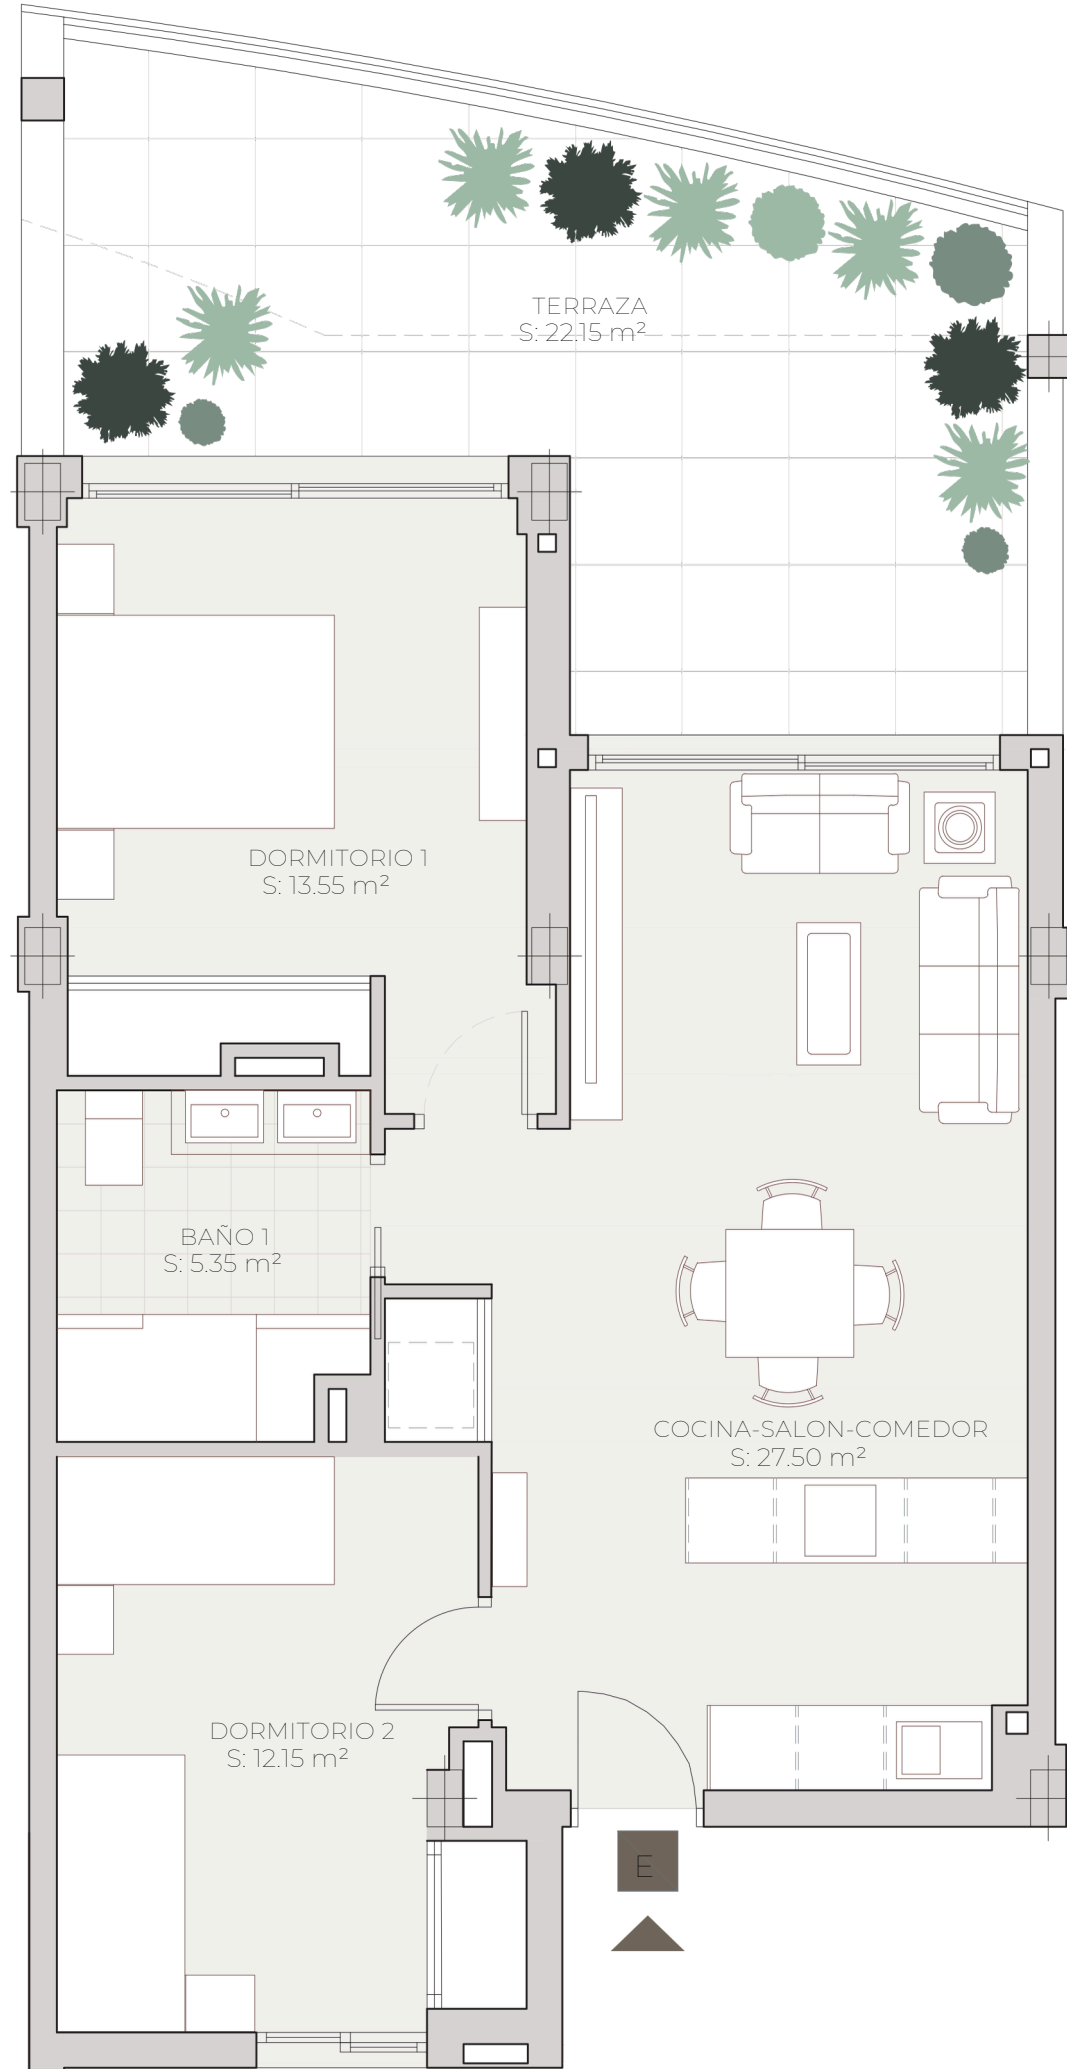 TERRAZA
S: 22.15 m²
DORMITORIO 1
S: 13.55 m²
BAÑO 1
S: 5.35 m²
COCINA-SALON-COMEDOR
S: 27.50 m²
DORMITORIO 2
S: 12.15 m²
E